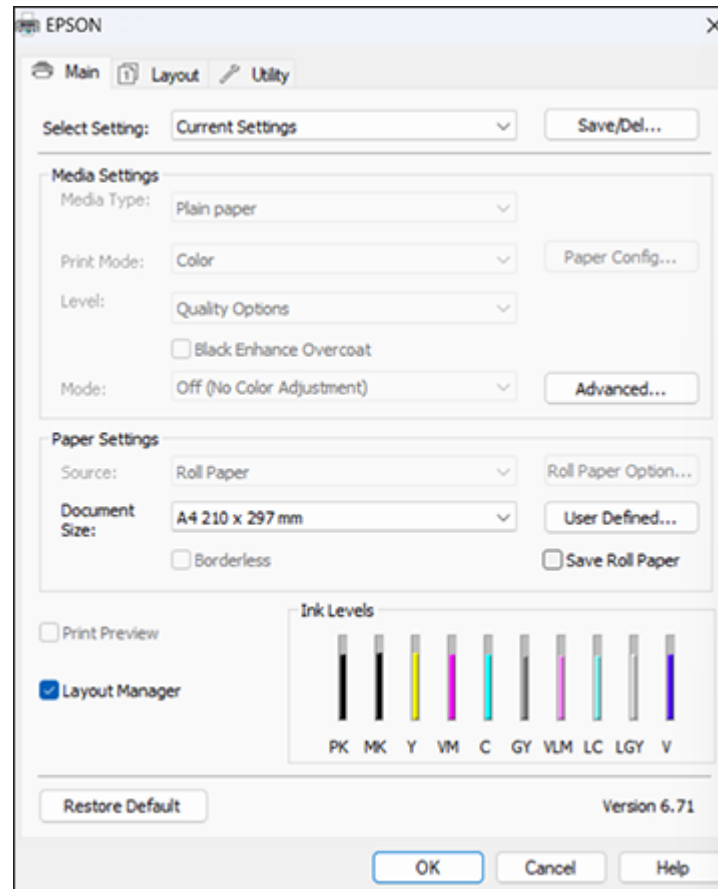 EPSON
Main Layout Utility
Select Setting: Current Settings Save/Del...
Media Settings
Media Type: Plain paper
Print Mode: Color Paper Config...
Level: Quality Options
Black Enhance Overcoat
Mode: Off (No Color Adjustment) Advanced...
Paper Settings
Source: Roll Paper Roll Paper Option...
Document
Size: A4 210 x 297 mm User Defined...
Borderless Save Roll Paper
Ink Levels
Print Preview
Layout Manager
PK MK Y VM C GY VLM LC LGY V
Restore Default Version 6.71
OK Cancel Help